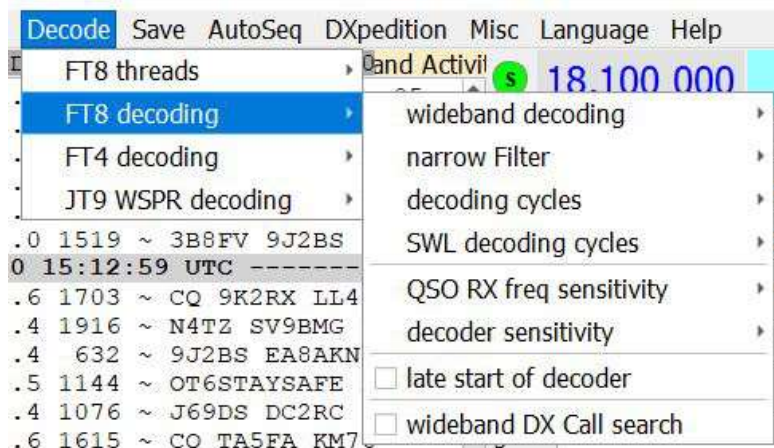 Decode Save AutoSeq DXpedition Misc Language Help
FT8 threads
and Activit
S
18,100 000
FT8 decoding
FT4 decoding
JT9 WSPR decoding
wideband decoding
narrow Filter
decoding cycles
SWL decoding cycles
QSO RX freq sensitivity
decoder sensitivity
late start of decoder
wideband DX Call search
.0 1519 ~ 3B8FV 9J2BS
0 15:12:59 UTC -------
.6 1703 ~ CQ 9K2RX LL4
.4 1916 ~ N4TZ SV9BMG
.4 632 ~ 9J2BS EA8AKN
.5 1144 ~ OT6STAYSAFE
.4 1076 ~ J69DS DC2RC
.6 1615 ~ CQ TA5FA KM7